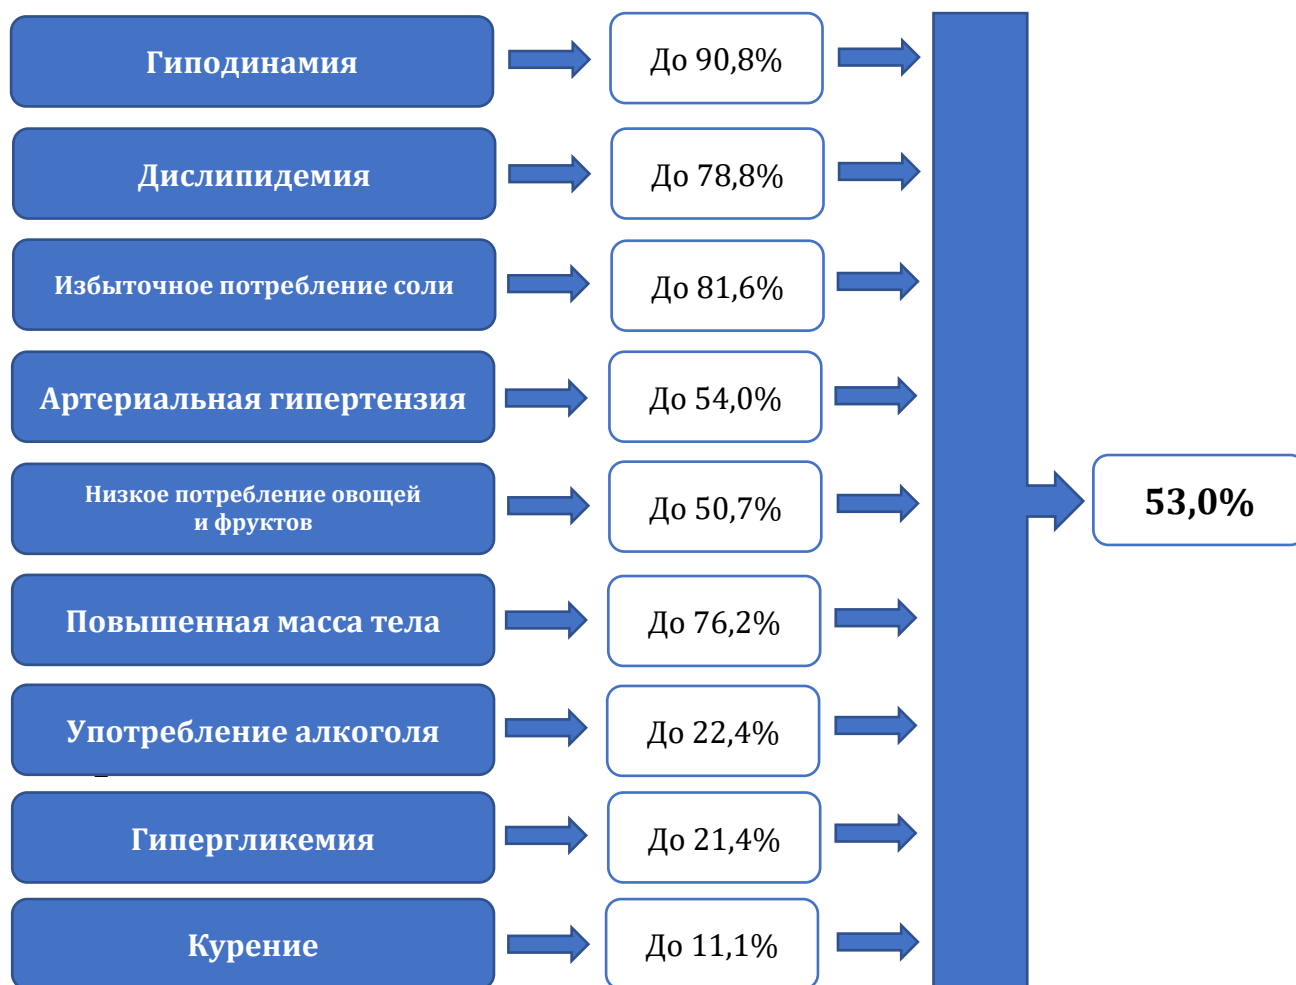 Гиподинамия
До 90,8%
Дислипидемия
До 78,8%
Избыточное потребление соли
До 81,6%
Артериальная гипертензия
До 54,0%
Низкое потребление овощей
и фруктов
До 50,7%
53,0%
Повышенная масса тела
До 76,2%
Употребление алкоголя
До 22,4%
Гипергликемия
До 21,4%
Курение
До 11,1%